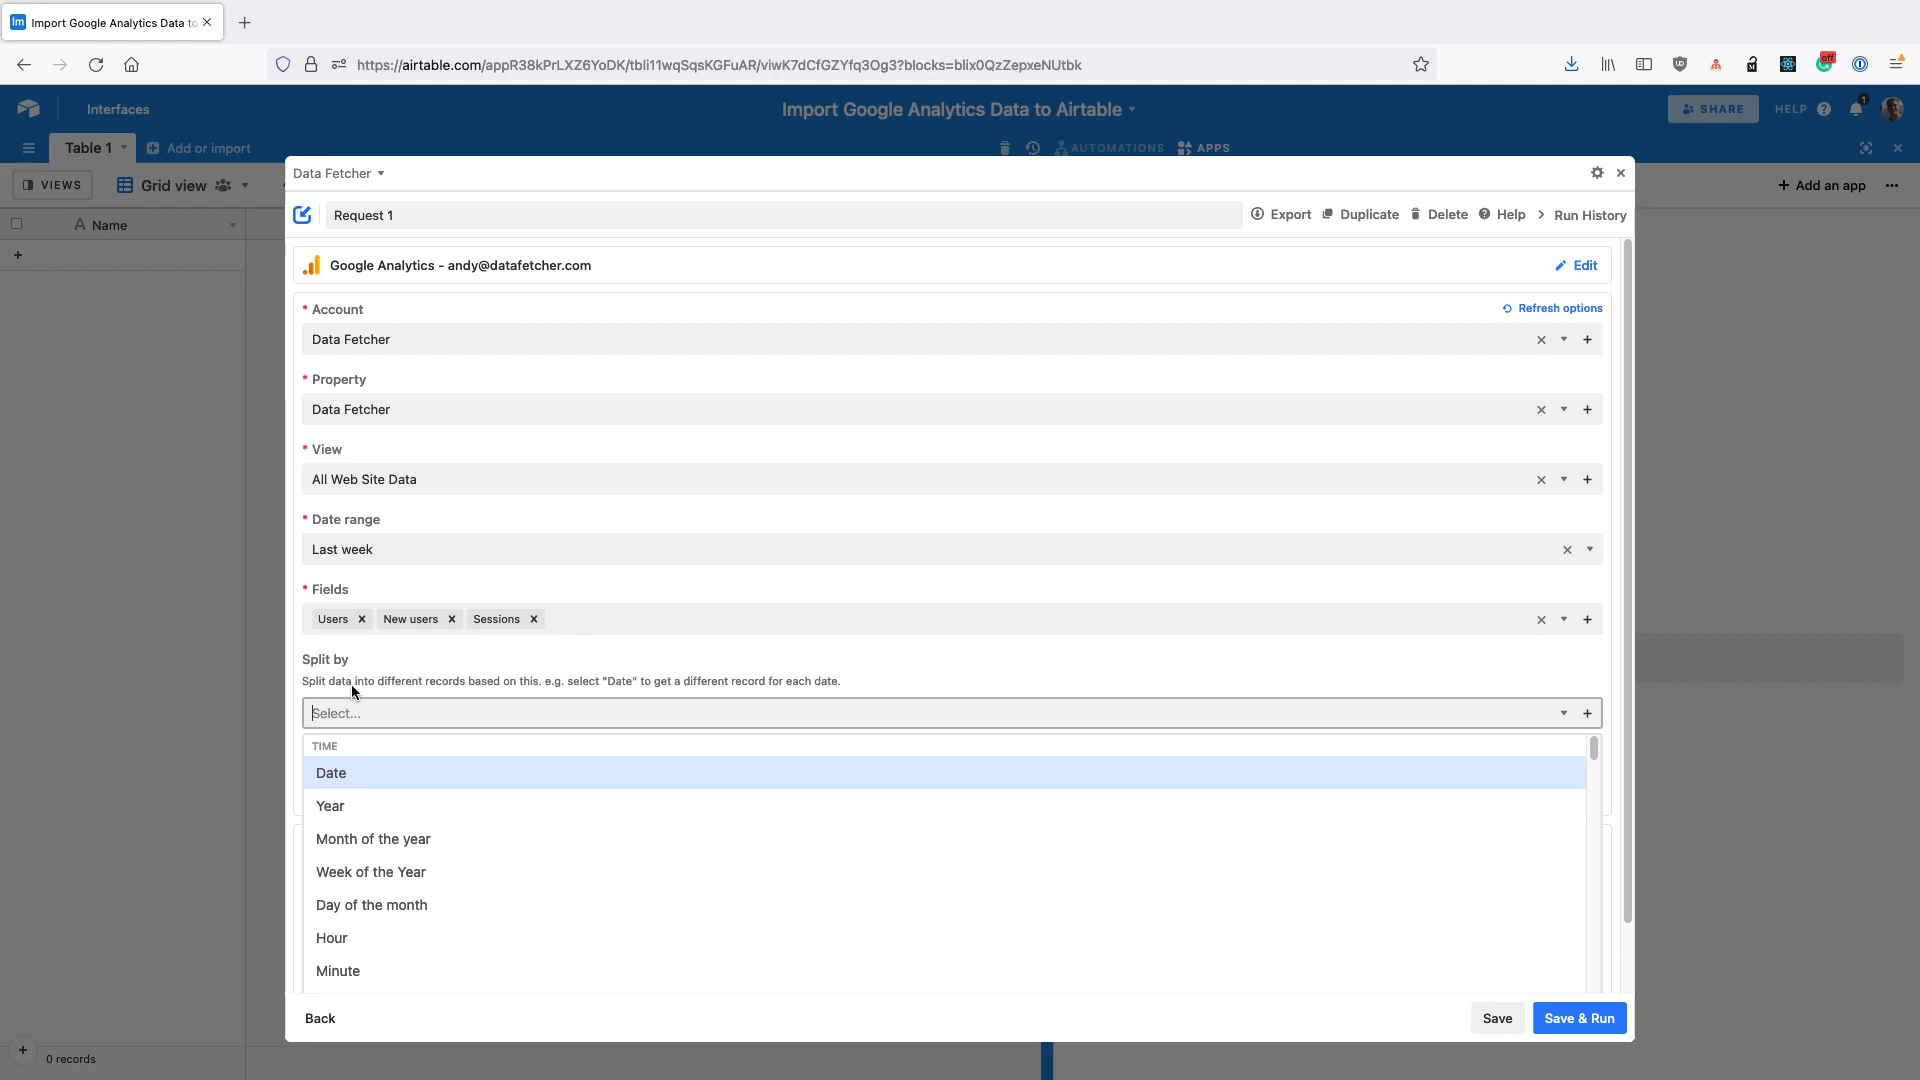 Im Import Google Analytics Data to
https://airtable.com/appR38kPrLXZ6YoDK/tbli11wqSqsKGFuAR/viwK7dCfGZYfq3Og3?blocks=blix0QzZepxeNUtbk
off
Interfaces
Import Google Analytics Data to Airtable
SHARE
HELP
1
Table 1
Add or import
AUTOMATIONS
APPS
VIEWS
Grid view
Data Fetcher
Add an app
A Name
Request 1
Export
Duplicate
Delete
Help
Run History
Google Analytics - andy@datafetcher.com
Edit
* Account
Refresh options
Data Fetcher
* Property
Data Fetcher
* View
All Web Site Data
* Date range
Last week
* Fields
Users
New users
Sessions
Split by
Split data into different records based on this. e.g. select "Date" to get a different record for each date.
Select...
TIME
Date
Year
Month of the year
Week of the Year
Day of the month
Hour
Minute
Back
Save
Save & Run
0 records